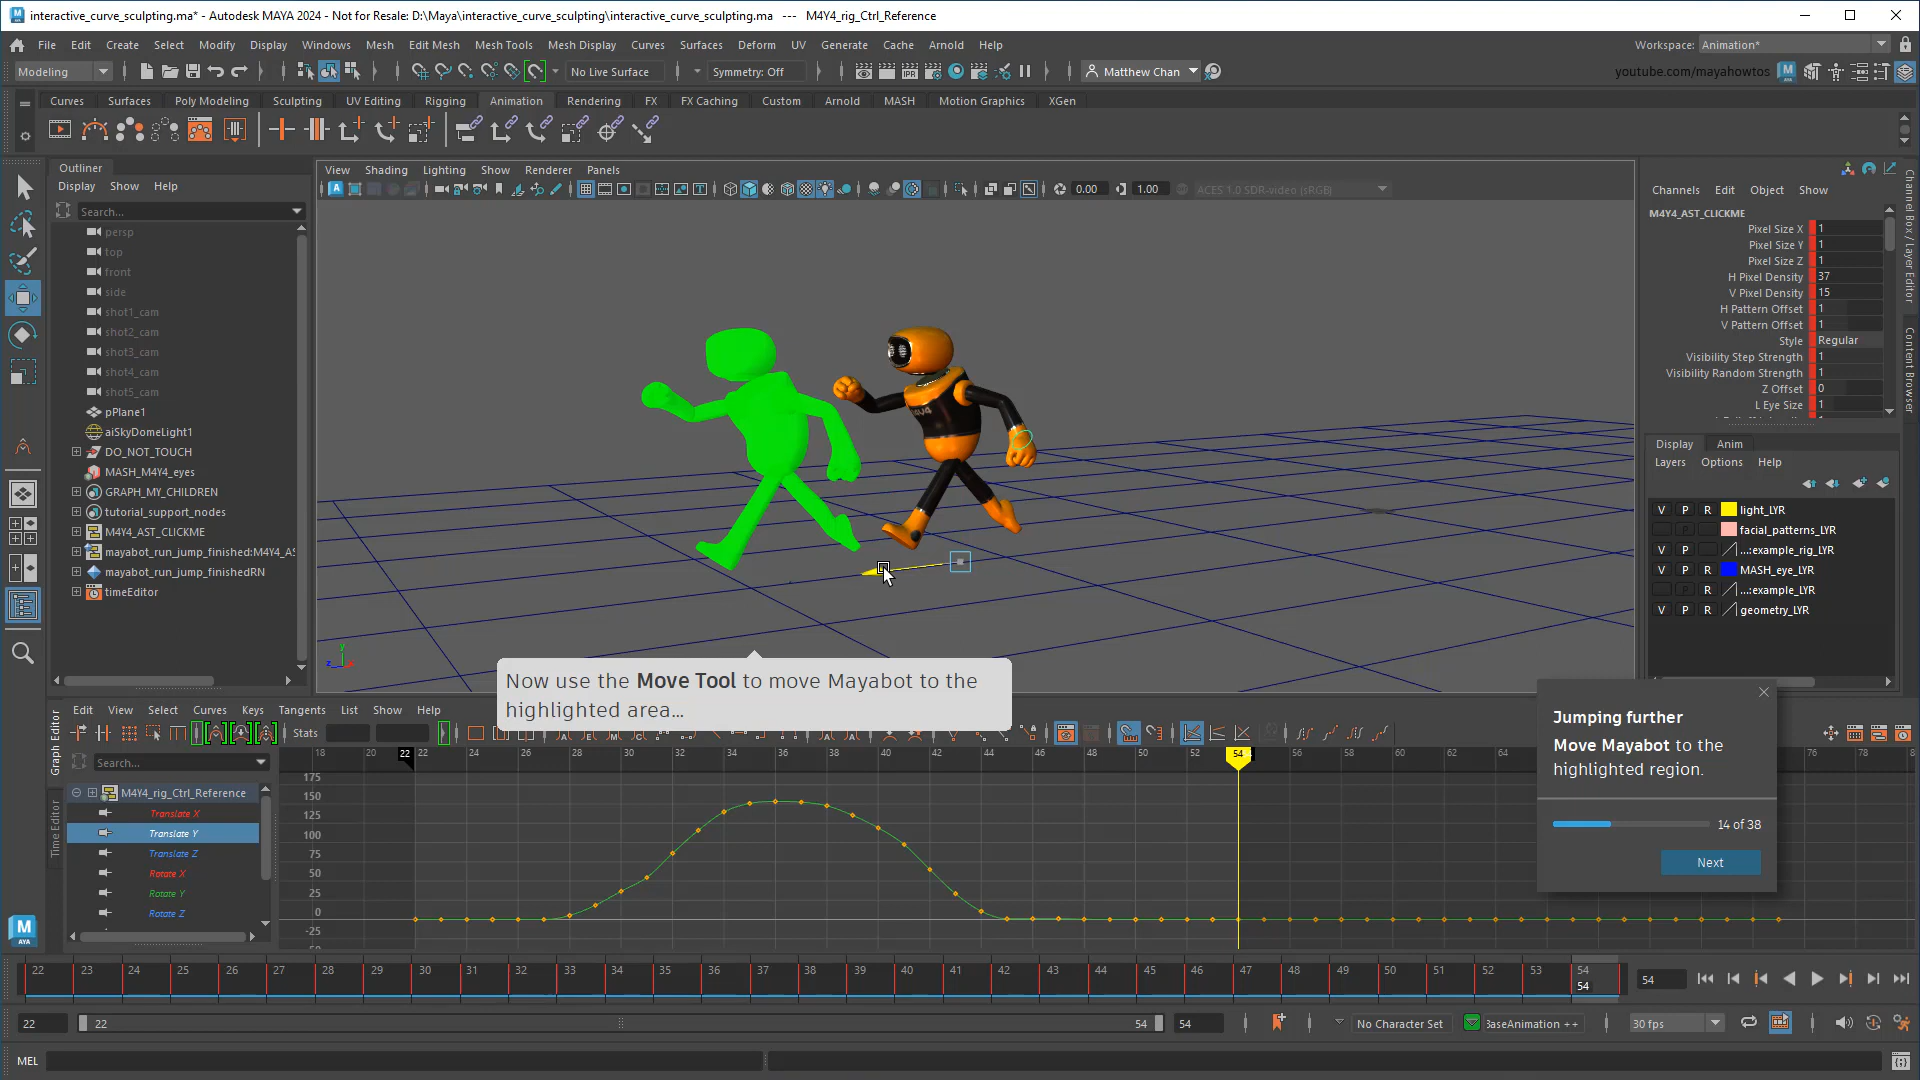 interactive_curve_sculpting.ma* - Autodesk MAYA 2024 - Not for Resale: D:\Maya\interactive_curve_sculpting\interactive_curve_sculpting.ma --- M4Y4_rig_Ctrl_Reference
File Edit Create Select Modify Display Windows Mesh Edit Mesh Mesh Tools Mesh Display Curves Surfaces Deform UV Generate Cache Arnold Help
Workspace: Animation*
Modeling No Live Surface Symmetry: Off IPR Matthew Chan youtube.com/mayahowtos
Curves Surfaces Poly Modeling Sculpting UV Editing Rigging Animation Rendering FX FX Caching Custom Arnold MASH Motion Graphics XGen
Outliner
Display Show Help
Search...
persp
top
front
side
shot1_cam
shot2_cam
shot3_cam
shot4_cam
shot5_cam
pPlane1
aiSkyDomeLight1
DO_NOT_TOUCH
MASH_M4Y4_eyes
GRAPH_MY_CHILDREN
tutorial_support_nodes
M4Y4_AST_CLICKME
mayabot_run_jump_finished:M4Y4_AS
mayabot_run_jump_finishedRN
timeEditor
View Shading Lighting Show Renderer Panels
0.00 1.00 ACES 1.0 SDR-video (sRGB)
Now use the Move Tool to move Mayabot to the
highlighted area...
Channels Edit Object Show
M4Y4_AST_CLICKME
Pixel Size X 1
Pixel Size Y 1
Pixel Size Z 1
H Pixel Density 37
V Pixel Density 15
H Pattern Offset 1
V Pattern Offset 1
Style Regular
Visibility Step Strength 1
Visibility Random Strength 1
Z Offset 0
L Eye Size 1
Channel Box / Layer Editor
Content Browser
Display Anim
Layers Options Help
V P R light_LYR
facial_patterns_LYR
V P ...:example_rig_LYR
V P R MASH_eye_LYR
P R ...:example_LYR
V P R geometry_LYR
Jumping further
Move Mayabot to the
highlighted region.
14 of 38
Next
Graph Editor
Time Editor
Edit View Select Curves Keys Tangents List Show Help
Stats
Search...
M4Y4_rig_Ctrl_Reference
Translate X
Translate Y
Translate Z
Rotate X
Rotate Y
Rotate Z
18 20 22 22 24 26 28 30 32 34 36 38 40 42 44 46 48 50 52 54 56 58 60 62 64 76 78
175
150
125
100
75
50
25
0
-25
22 23 24 25 26 27 28 29 30 31 32 33 34 35 36 37 38 39 40 41 42 43 44 45 46 47 48 49 50 51 52 53 54
54
54
22 22 54 54 No Character Set BaseAnimation ++ 30 fps
MEL
M
AYA